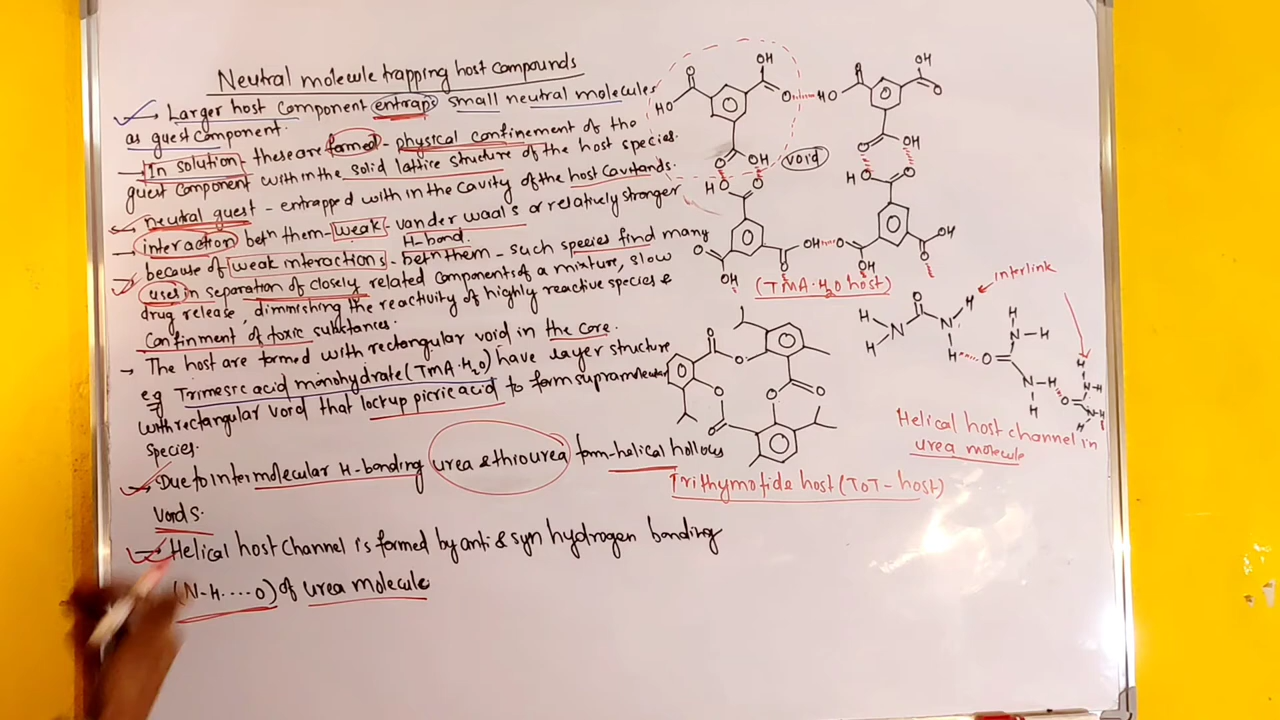 Neutral molecule trapping host compounds
Larger host component entraps small neutral molecules
as guest component.
In solution - these are formed - physical confinement of the
guest component within the solid lattice structure of the host species.
neutral guest - entrapped with in the cavity of the host Cavitands.
interaction betn them - weak - vander waal's or relatively stronger
H-bond.
because of weak interactions - betn them - such species find many
uses in separation of closely related components of a mixture, slow
drug release, diminishing the reactivity of highly reactive species &
Confinment of toxic substances.
→ The host are formed with rectangular void in the core.
eg Trimesic acid monohydrate (TMA·H2O) have layer structure
with rectangular void that lock up picric acid to form supramolecular
species.
Due to intermolecular H-bonding urea & thiourea form - helical hollows
voids.
→ Helical host channel is formed by anti & syn hydrogen bonding
(N-H····O) of urea molecule
void
(TMA·H2O host)
interlink
Helical host channel in
urea molecule
Trithymotide host (TOT - host)